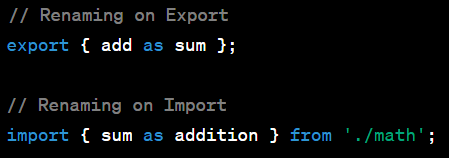 // Renaming on Export
export { add as sum };
// Renaming on Import
import { sum as addition } from './math';